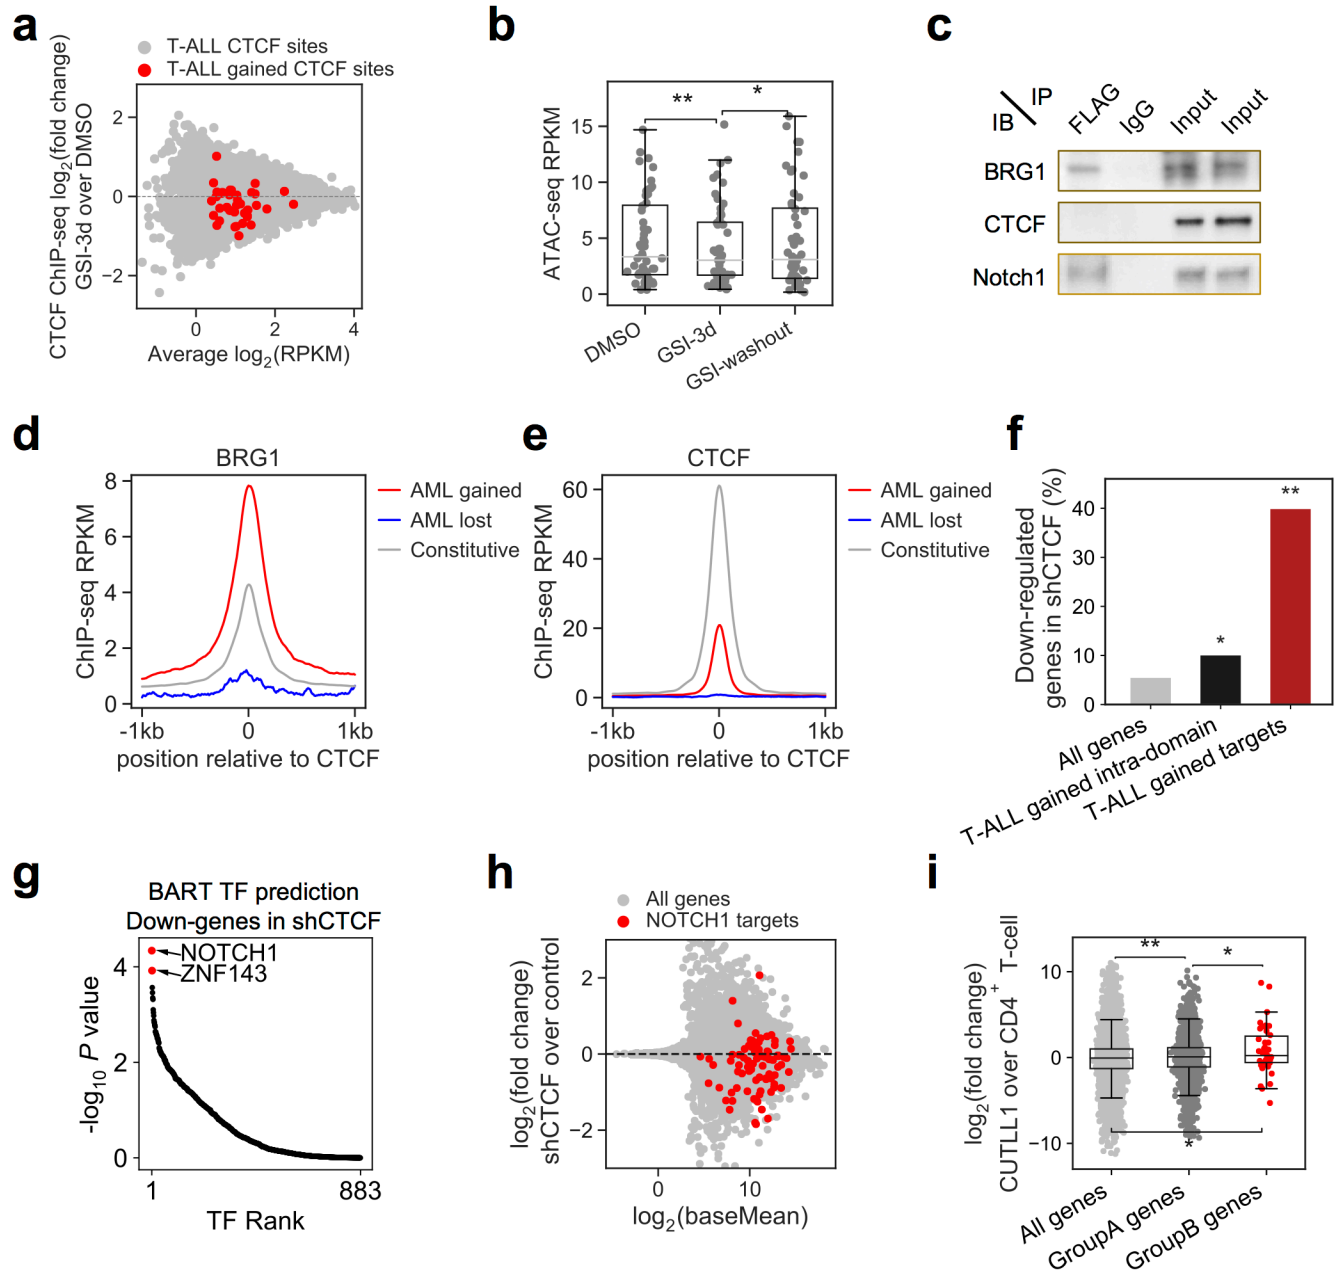 a
T-ALL CTCF sites
T-ALL gained CTCF sites
CTCF ChIP-seq log2(fold change)
GSI-3d over DMSO
2
0
−2
0
2
4
Average log2(RPKM)
b
ATAC-seq RPKM
15
10
5
0
**
*
DMSO
GSI-3d
GSI-washout
c
IP
IB
FLAG
IgG
Input
Input
BRG1
CTCF
Notch1
d
BRG1
ChIP-seq RPKM
8
6
4
2
0
-1kb
0
1kb
position relative to CTCF
AML gained
AML lost
Constitutive
e
CTCF
ChIP-seq RPKM
60
40
20
0
-1kb
0
1kb
position relative to CTCF
AML gained
AML lost
Constitutive
f
Down-regulated
genes in shCTCF (%)
40
30
20
10
0
*
**
All genes
T-ALL gained intra-domain
T-ALL gained targets
g
BART TF prediction
Down-genes in shCTCF
-log10 P value
4
2
0
NOTCH1
ZNF143
1
883
TF Rank
h
All genes
NOTCH1 targets
log2(fold change)
shCTCF over control
2
0
−2
0
10
log2(baseMean)
i
log2(fold change)
CUTLL1 over CD4+ T-cell
10
0
−10
**
*
*
All genes
GroupA genes
GroupB genes